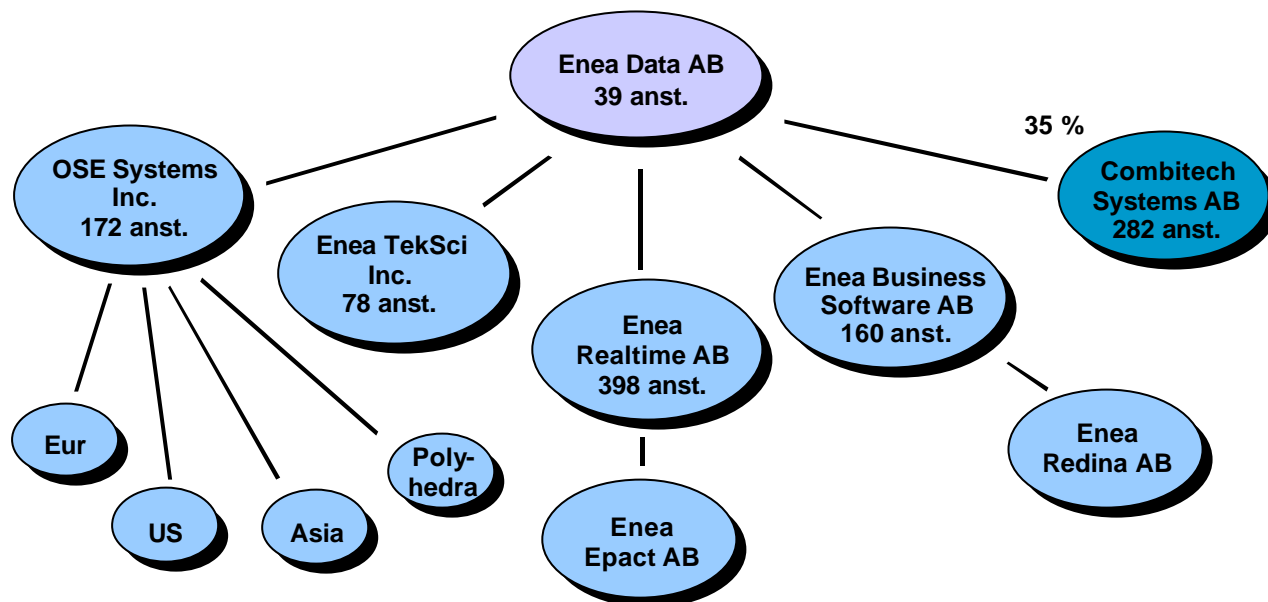 Enea Data AB
39 anst.
35 %
OSE Systems
Inc.
172 anst.
Combitech
Systems AB
282 anst.
Enea TekSci
Inc.
78 anst.
Enea Business
Software AB
160 anst.
Enea
Realtime AB
398 anst.
Eur
Poly-
hedra
Enea
Redina AB
US
Asia
Enea
Epact AB